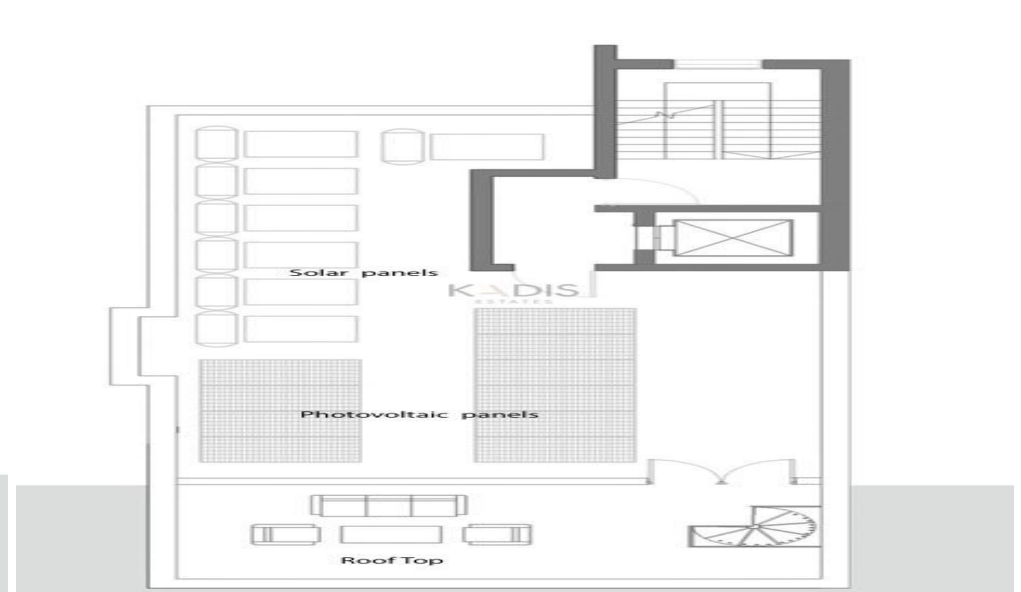 Solar panels
KADIS
ESTATES
Photovoltaic panels
Roof Top